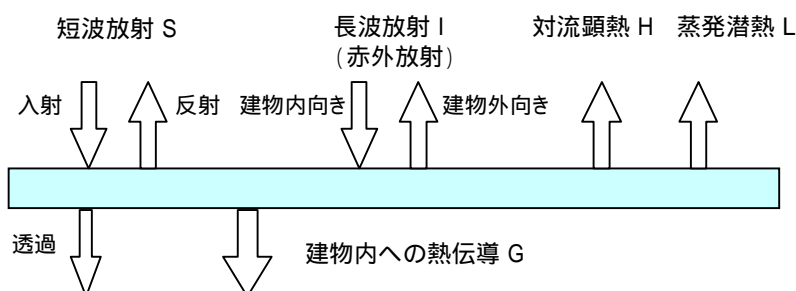 短波放射 S
長波放射 I
(赤外放射)
対流顕熱 H
蒸発潜熱 L
入射
反射
建物内向き
建物外向き
透過
建物内への熱伝導 G